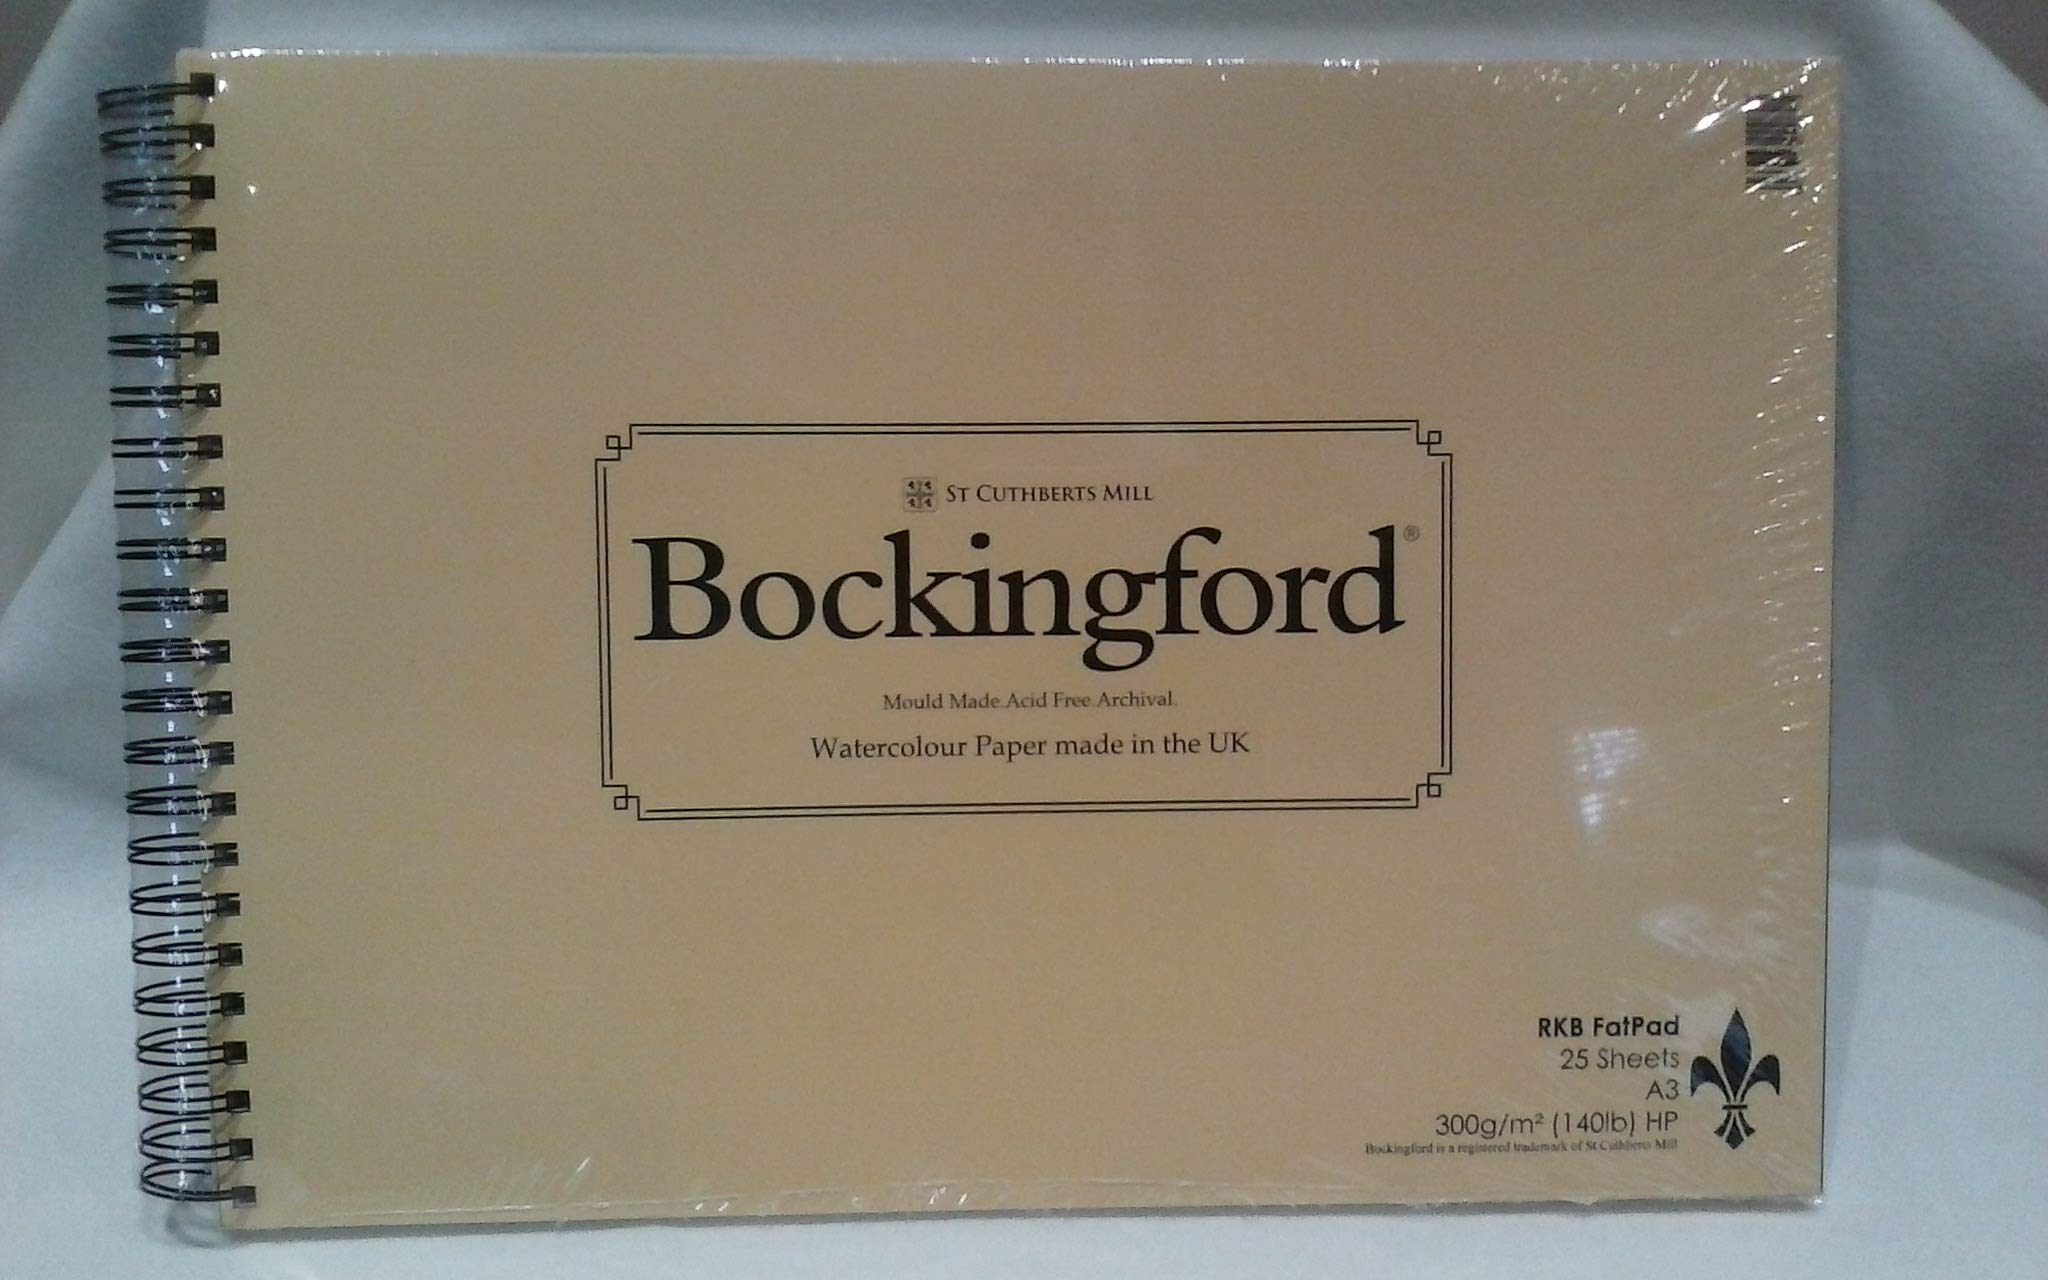 St Cuthberts Mill
Bockingford®
Mould Made. Acid Free. Archival.
Watercolour Paper made in the UK
RKB FatPad
25 Sheets
A3
300g/m² (140lb) HP
Bockingford is a registered trademark of St Cuthberts Mill